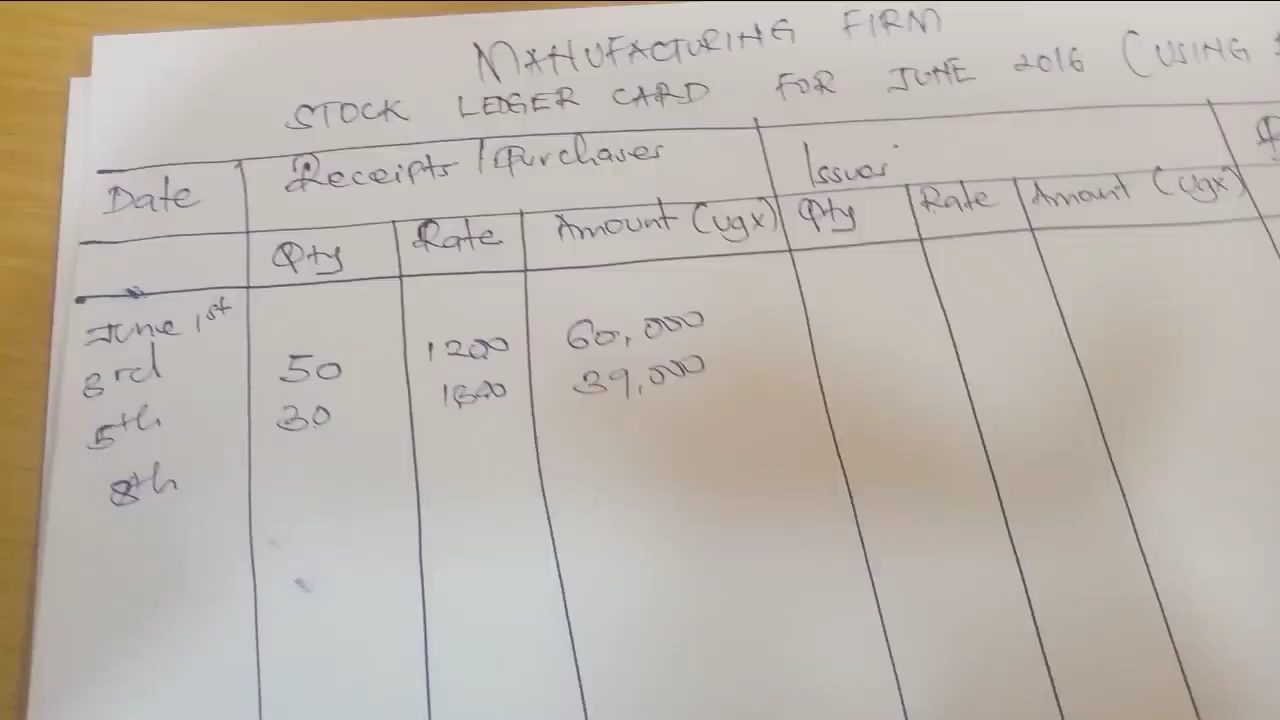 MANUFACTURING FIRM
STOCK LEDGER CARD FOR JUNE 2016 (USING
Date Receipts / Purchases Issues
Qty Rate Amount (ugx) Qty Rate Amount (ugx)
June 1st
3rd 50 1200 60,000
5th 30 1300 39,000
8th